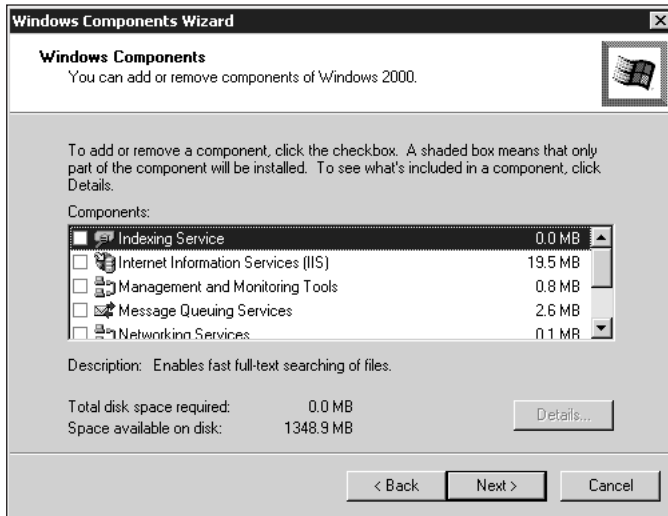 Windows Components Wizard
Windows Components
You can add or remove components of Windows 2000.
To add or remove a component, click the checkbox. A shaded box means that only
part of the component will be installed. To see what's included in a component, click
Details.
Components:
Indexing Service 0.0 MB
Internet Information Services (IIS) 19.5 MB
Management and Monitoring Tools 0.8 MB
Message Queuing Services 2.6 MB
Networking Services 0.1 MB
Description: Enables fast full-text searching of files.
Total disk space required: 0.0 MB
Space available on disk: 1348.9 MB
Details...
< Back Next > Cancel